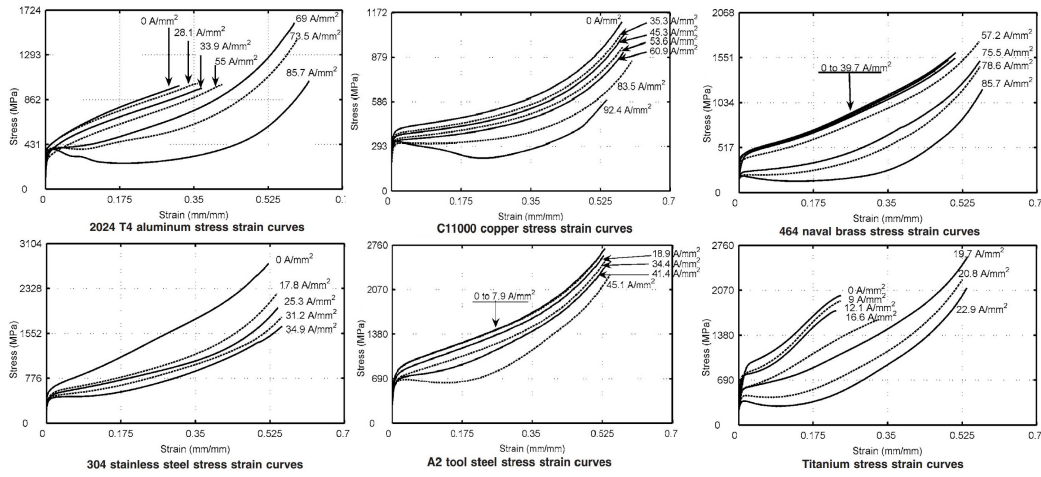 1724
1293
862
431
0
Stress (MPa)
0 A/mm²
28.1 A/mm²
33.9 A/mm²
55 A/mm²
69 A/mm²
73.5 A/mm²
85.7 A/mm²
0 0.175 0.35 0.525 0.7
Strain (mm/mm)
2024 T4 aluminum stress strain curves
1172
879
586
293
0
Stress (MPa)
0 A/mm²
35.3 A/mm²
45.3 A/mm²
53.6 A/mm²
60.9 A/mm²
83.5 A/mm²
92.4 A/mm²
0 0.175 0.35 0.525 0.7
Strain (mm/mm)
C11000 copper stress strain curves
2068
1551
1034
517
0
Stress (MPa)
0 to 39.7 A/mm²
57.2 A/mm²
75.5 A/mm²
78.6 A/mm²
85.7 A/mm²
0 0.175 0.35 0.525 0.7
Strain (mm/mm)
464 naval brass stress strain curves
3104
2328
1552
776
0
Stress (MPa)
0 A/mm²
17.8 A/mm²
25.3 A/mm²
31.2 A/mm²
34.9 A/mm²
0 0.175 0.35 0.525 0.7
Strain (mm/mm)
304 stainless steel stress strain curves
2760
2070
1380
690
0
Stress (MPa)
0 to 7.9 A/mm²
18.9 A/mm²
34.4 A/mm²
41.4 A/mm²
45.1 A/mm²
0 0.175 0.35 0.525 0.7
Strain (mm/mm)
A2 tool steel stress strain curves
2760
2070
1380
690
0
Stress (MPa)
0 A/mm²
9 A/mm²
12.1 A/mm²
16.6 A/mm²
19.7 A/mm²
20.8 A/mm²
22.9 A/mm²
0 0.175 0.35 0.525 0.7
Strain (mm/mm)
Titanium stress strain curves